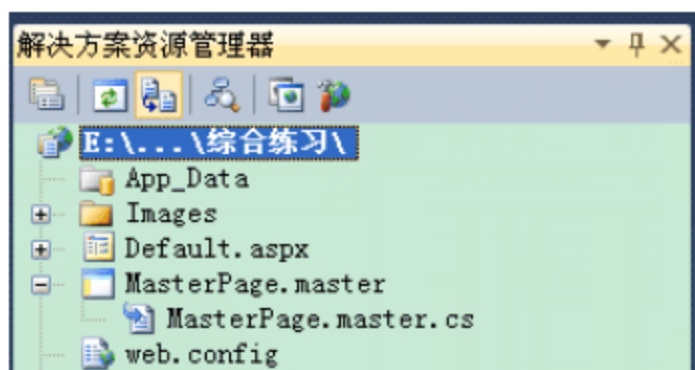 解决方案资源管理器
E:\...\综合练习\
App_Data
Images
Default.aspx
MasterPage.master
MasterPage.master.cs
web.config